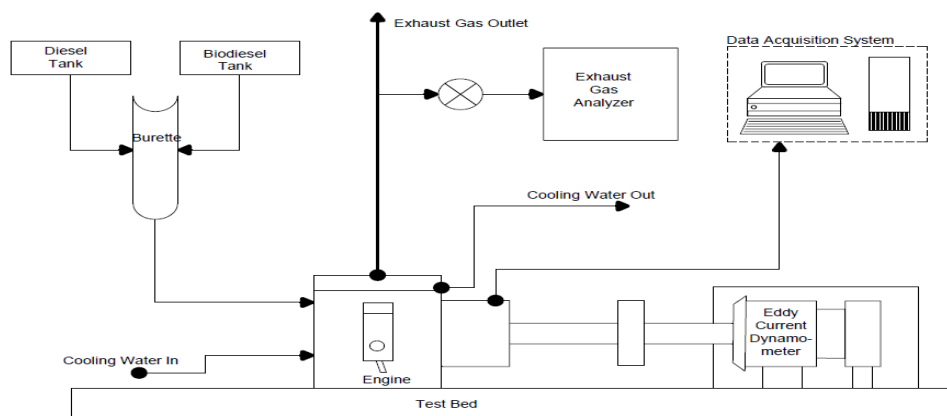 Exhaust Gas Outlet
Diesel
Tank
Biodiesel
Tank
Data Acquisition System
Exhaust
Gas
Analyzer
Burette
Cooling Water Out
Eddy
Current
Dynamo-
meter
Cooling Water In
Engine
Test Bed